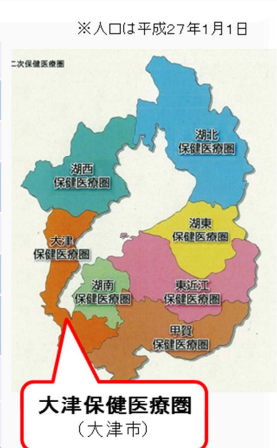 ※人口は平成27年1月1日
二次保健医療圏
湖北
保健医療圏
湖西
保健医療圏
湖東
保健医療圏
大津
保健医療圏
湖南
保健医療圏
東近江
保健医療圏
甲賀
保健医療圏
大津保健医療圏
（大津市）